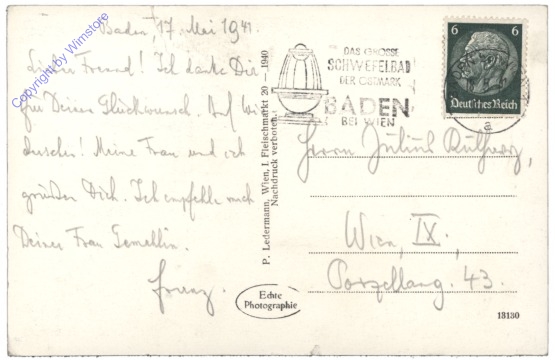 Baden, 17. Mai 1941.
Lieber Freund! Ich danke Dir
für Deinen Glückwunsch. Auf Wie-
dersehen! Meine Frau und ich
grüßen Dich. Ich empfehle mich
Deiner Frau Gemahlin.
Franz.
Copyright by Wimstore
P. Ledermann, Wien, I. Fleischmarkt 20.—1940
Nachdruck verboten.
Echte
Photographie
DAS GROSSE
SCHWEFELBAD
DER OSTMARK
BADEN
BEI WIEN
6 6
Deutsches Reich
a
Herrn Julius
Wien, IX.,
Porzellang. 43.
13130